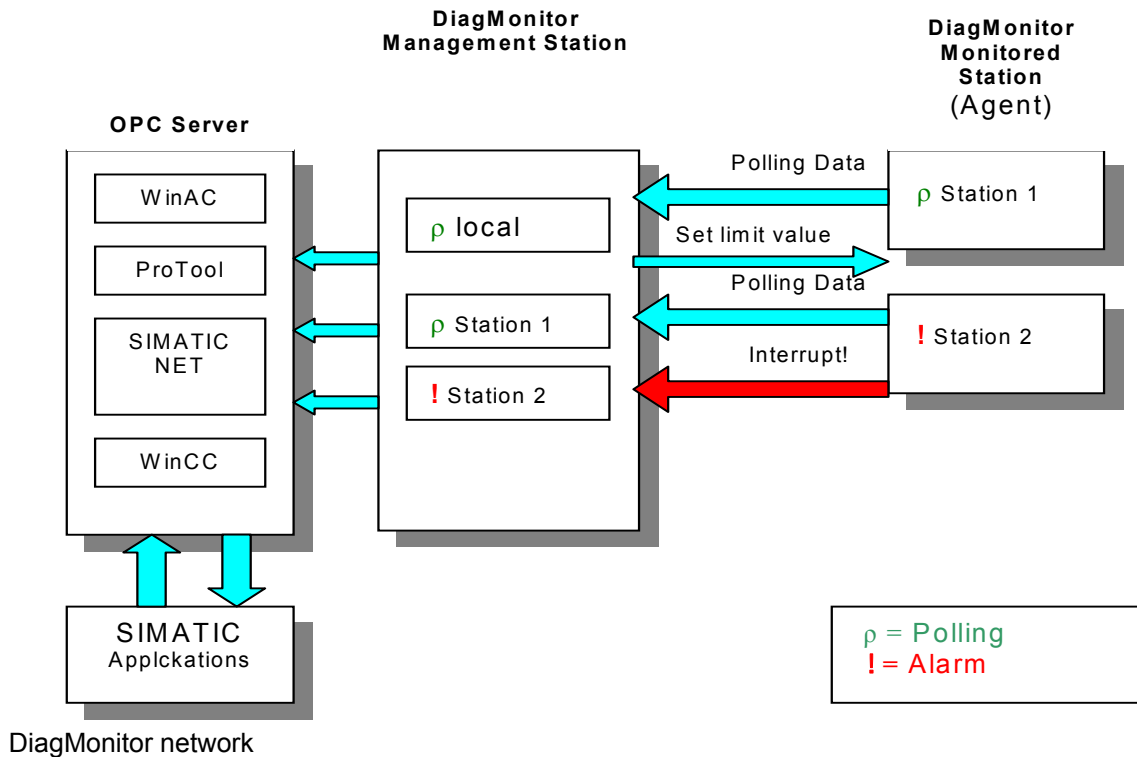 DiagMonitor
Management Station
DiagMonitor
Monitored
Station
(Agent)
OPC Server
WinAC
ProTool
SIMATIC
NET
WinCC
ρ local
ρ Station 1
! Station 2
Polling Data
Set limit value
Polling Data
Interrupt!
ρ Station 1
! Station 2
SIMATIC
Applckations
ρ = Polling
! = Alarm
DiagMonitor network